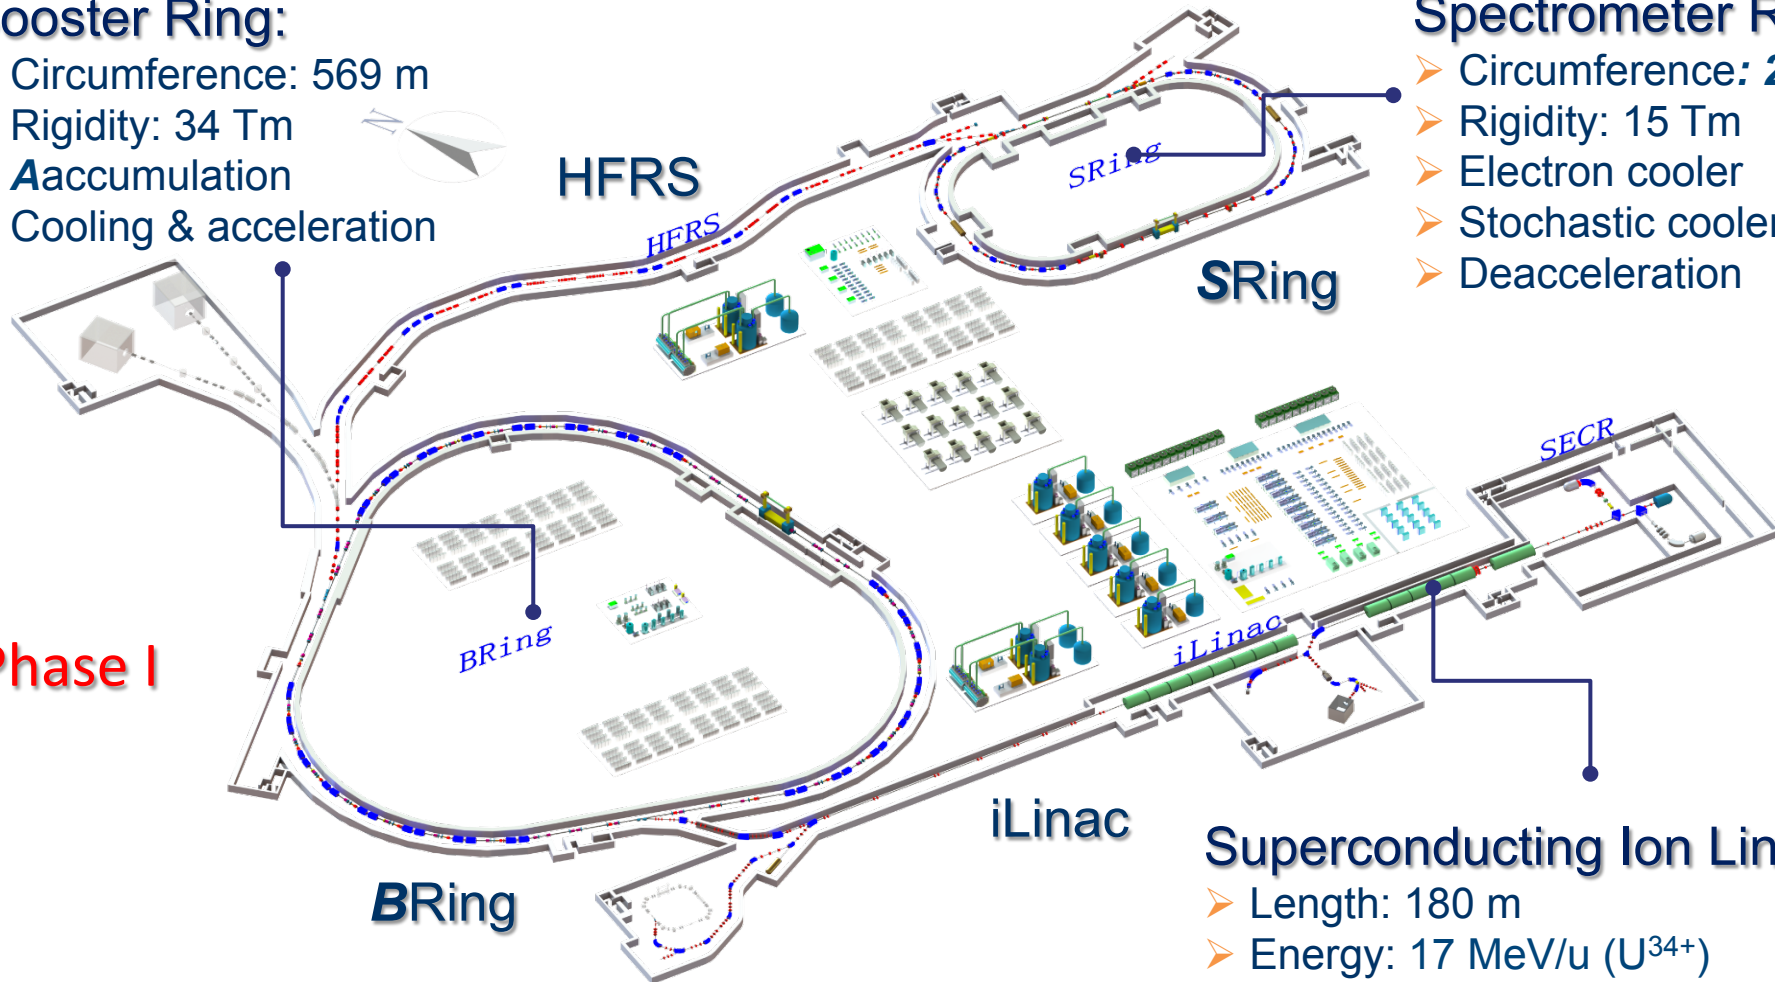 ooster Ring:
Circumference: 569 m
Rigidity: 34 Tm
Aaccumulation
Cooling & acceleration
N
HFRS
HFRS
Spectrometer R
➢ Circumference: 2
➢ Rigidity: 15 Tm
➢ Electron cooler
➢ Stochastic cooler
➢ Deacceleration
SRing
SRing
SECR
BRing
Phase I
iLinac
iLinac
BRing
Superconducting Ion Lin
➢ Length: 180 m
➢ Energy: 17 MeV/u (U³⁴⁺)